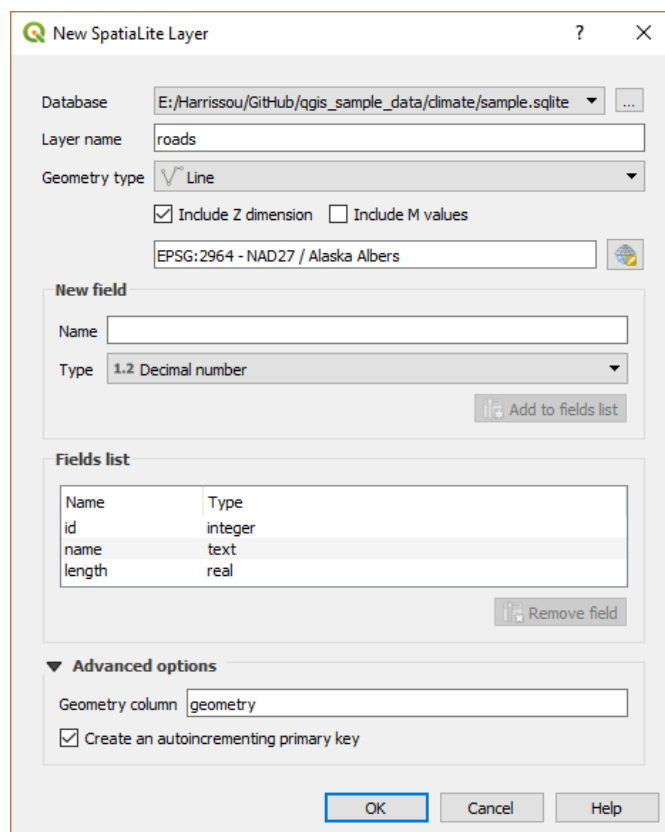 New SpatiaLite Layer ?
Database E:/Harrissou/GitHub/qgis_sample_data/climate/sample.sqlite ...
Layer name roads
Geometry type Line
Include Z dimension Include M values
EPSG:2964 - NAD27 / Alaska Albers
New field
Name
Type 1.2 Decimal number
Add to fields list
Fields list
Name Type
id integer
name text
length real
Remove field
Advanced options
Geometry column geometry
Create an autoincrementing primary key
OK Cancel Help